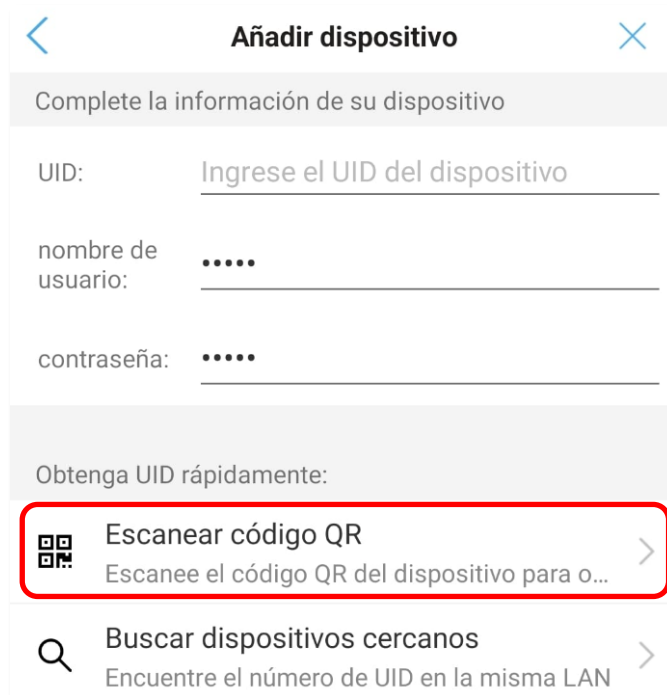 Añadir dispositivo
Complete la información de su dispositivo
UID:
Ingrese el UID del dispositivo
nombre de
usuario:
•••••
contraseña:
•••••
Obtenga UID rápidamente:
Escanear código QR
Escanee el código QR del dispositivo para o...
Buscar dispositivos cercanos
Encuentre el número de UID en la misma LAN